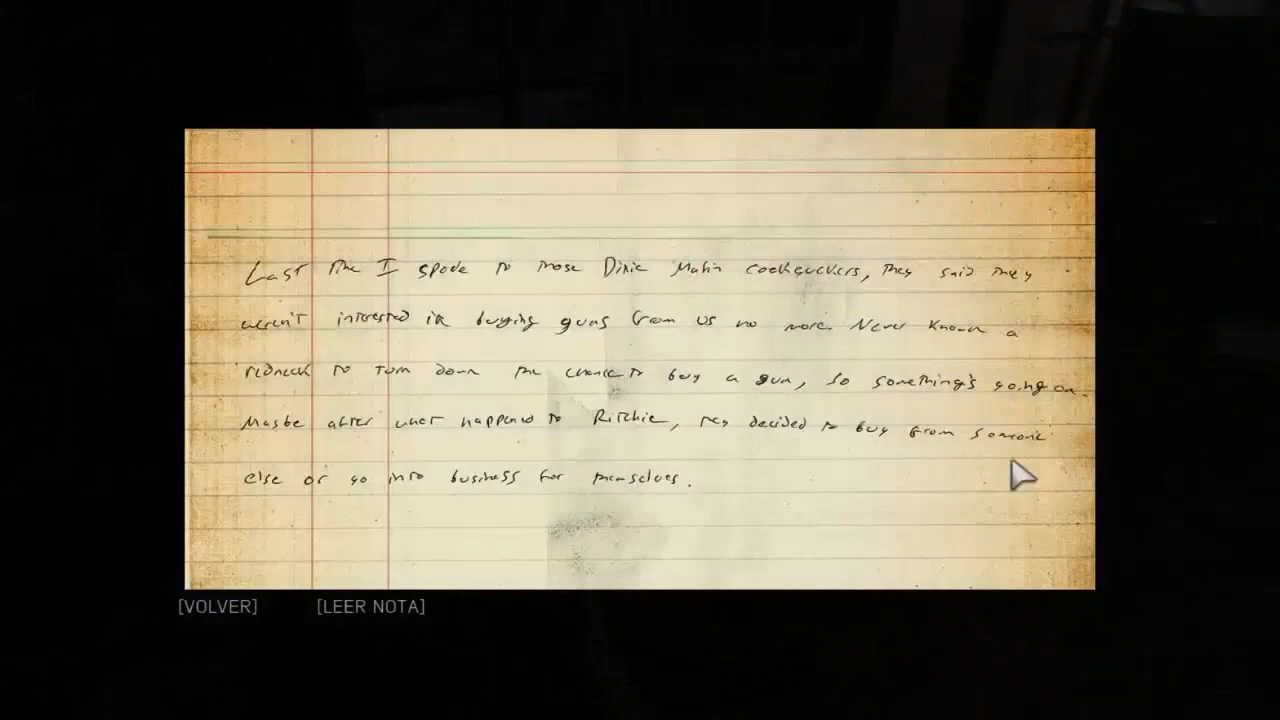 Last time I spoke to those Dixie Mafia cocksuckers, they said they
weren't interested in buying guns from us no more. Never known a
redneck to turn down the chance to buy a gun, so something's going on.
Maybe after what happened to Ritchie, they decided to buy from someone
else or go into business for themselves.
[VOLVER] [LEER NOTA]